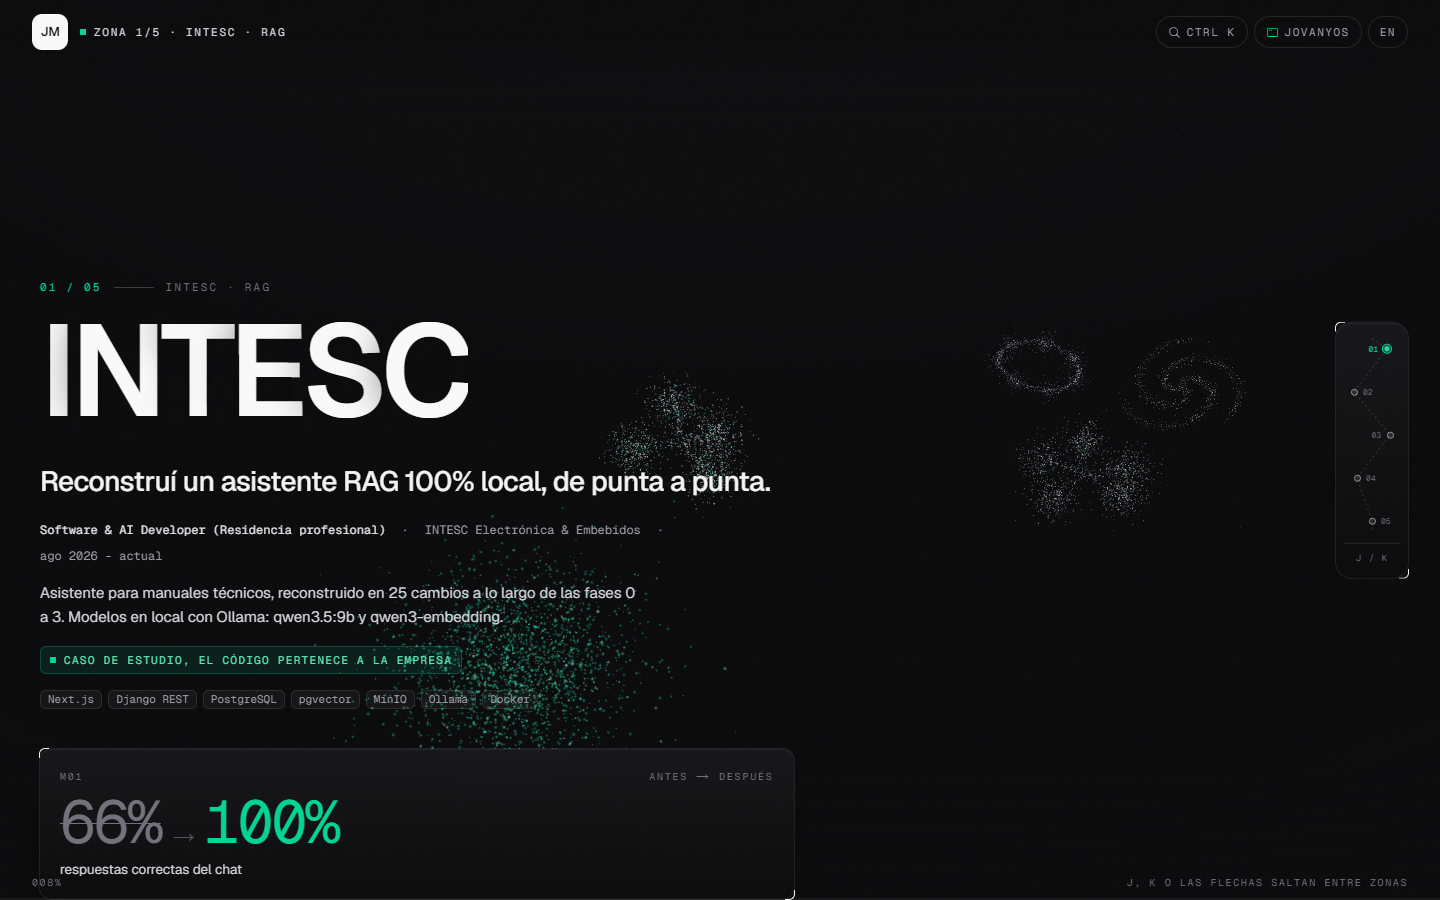 JM
ZONA 1/5 · INTESC · RAG
CTRL K
JOVANYOS
EN
01 / 05 INTESC · RAG
INTESC
Reconstruí un asistente RAG 100% local, de punta a punta.
Software & AI Developer (Residencia profesional) · INTESC Electrónica & Embebidos ·
ago 2026 - actual
Asistente para manuales técnicos, reconstruido en 25 cambios a lo largo de las fases 0
a 3. Modelos en local con Ollama: qwen3.5:9b y qwen3-embedding.
CASO DE ESTUDIO, EL CÓDIGO PERTENECE A LA EMPRESA
Next.js Django REST PostgreSQL pgvector MinIO Ollama Docker
M01 ANTES → DESPUÉS
66% → 100%
respuestas correctas del chat
008%
01
02
03
04
05
J / K
J, K O LAS FLECHAS SALTAN ENTRE ZONAS